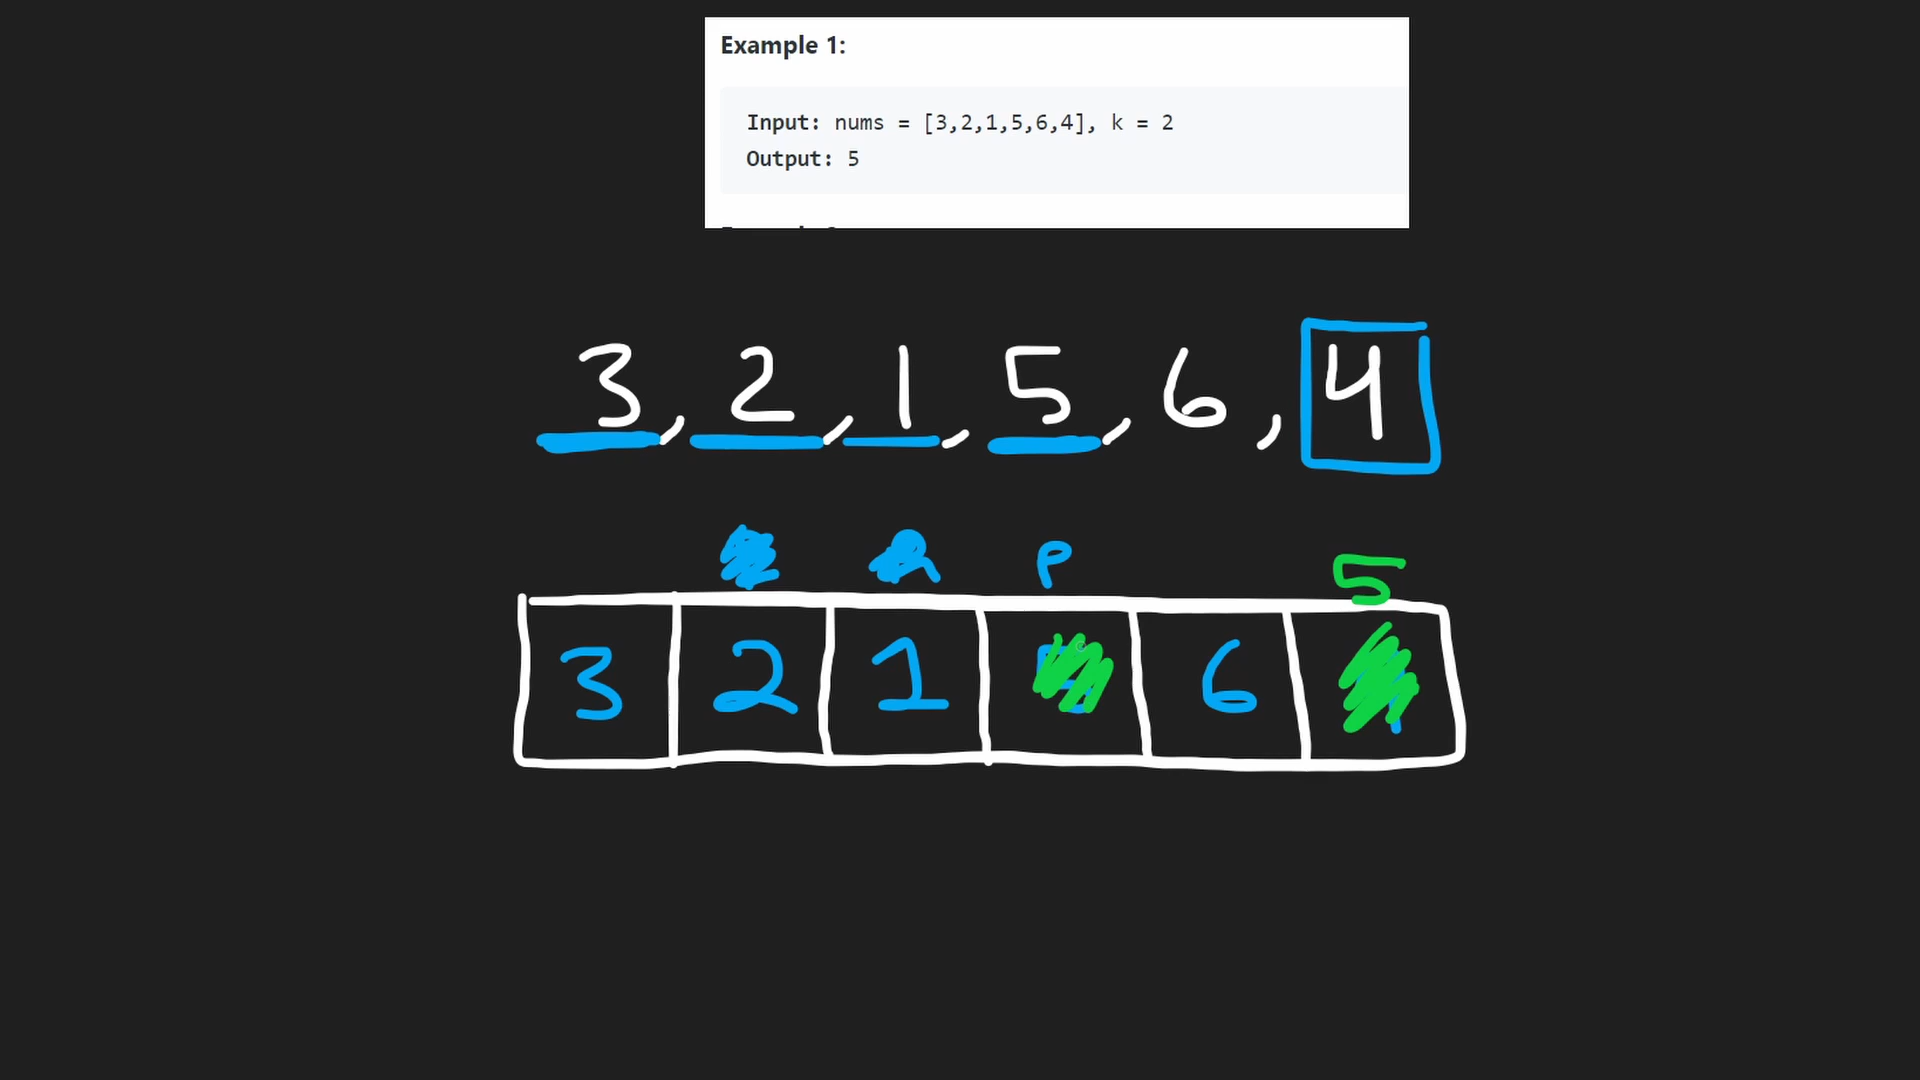 Example 1:
Input: nums = [3,2,1,5,6,4], k = 2
Output: 5
3, 2, 1, 5, 6, 4
P 5
3 2 1 6